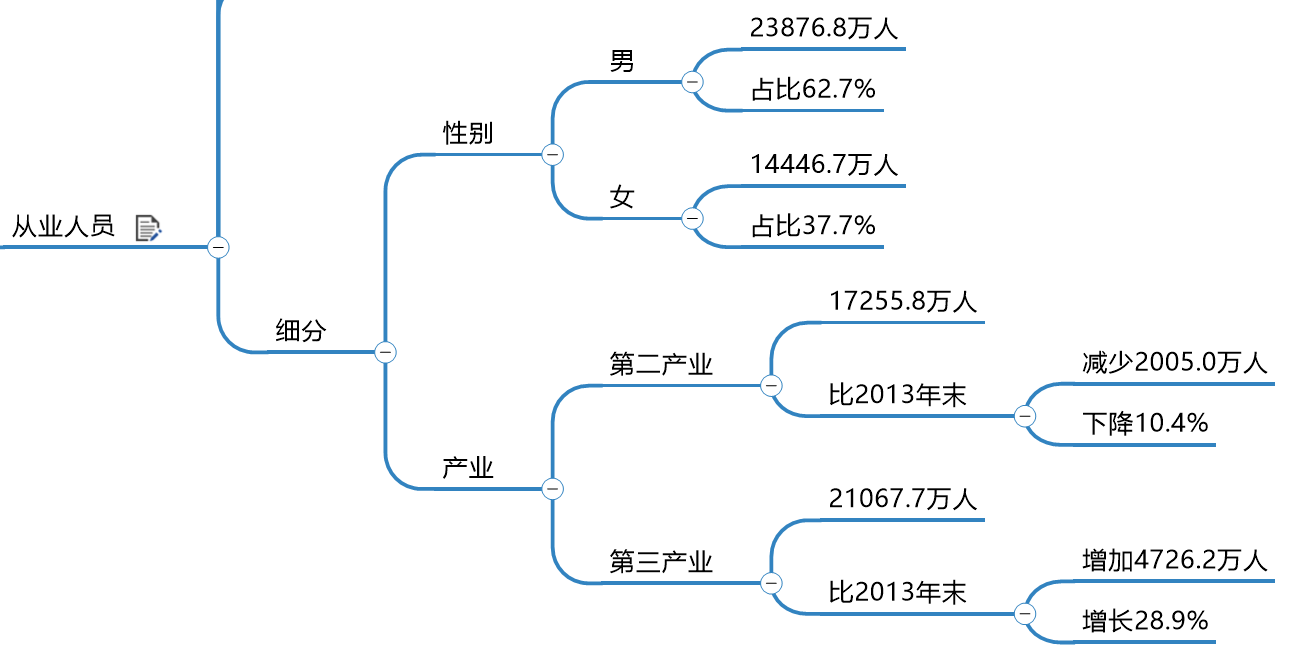 从业人员
细分
性别
男
23876.8万人
占比62.7%
女
14446.7万人
占比37.7%
产业
第二产业
17255.8万人
比2013年末
减少2005.0万人
下降10.4%
第三产业
21067.7万人
比2013年末
增加4726.2万人
增长28.9%